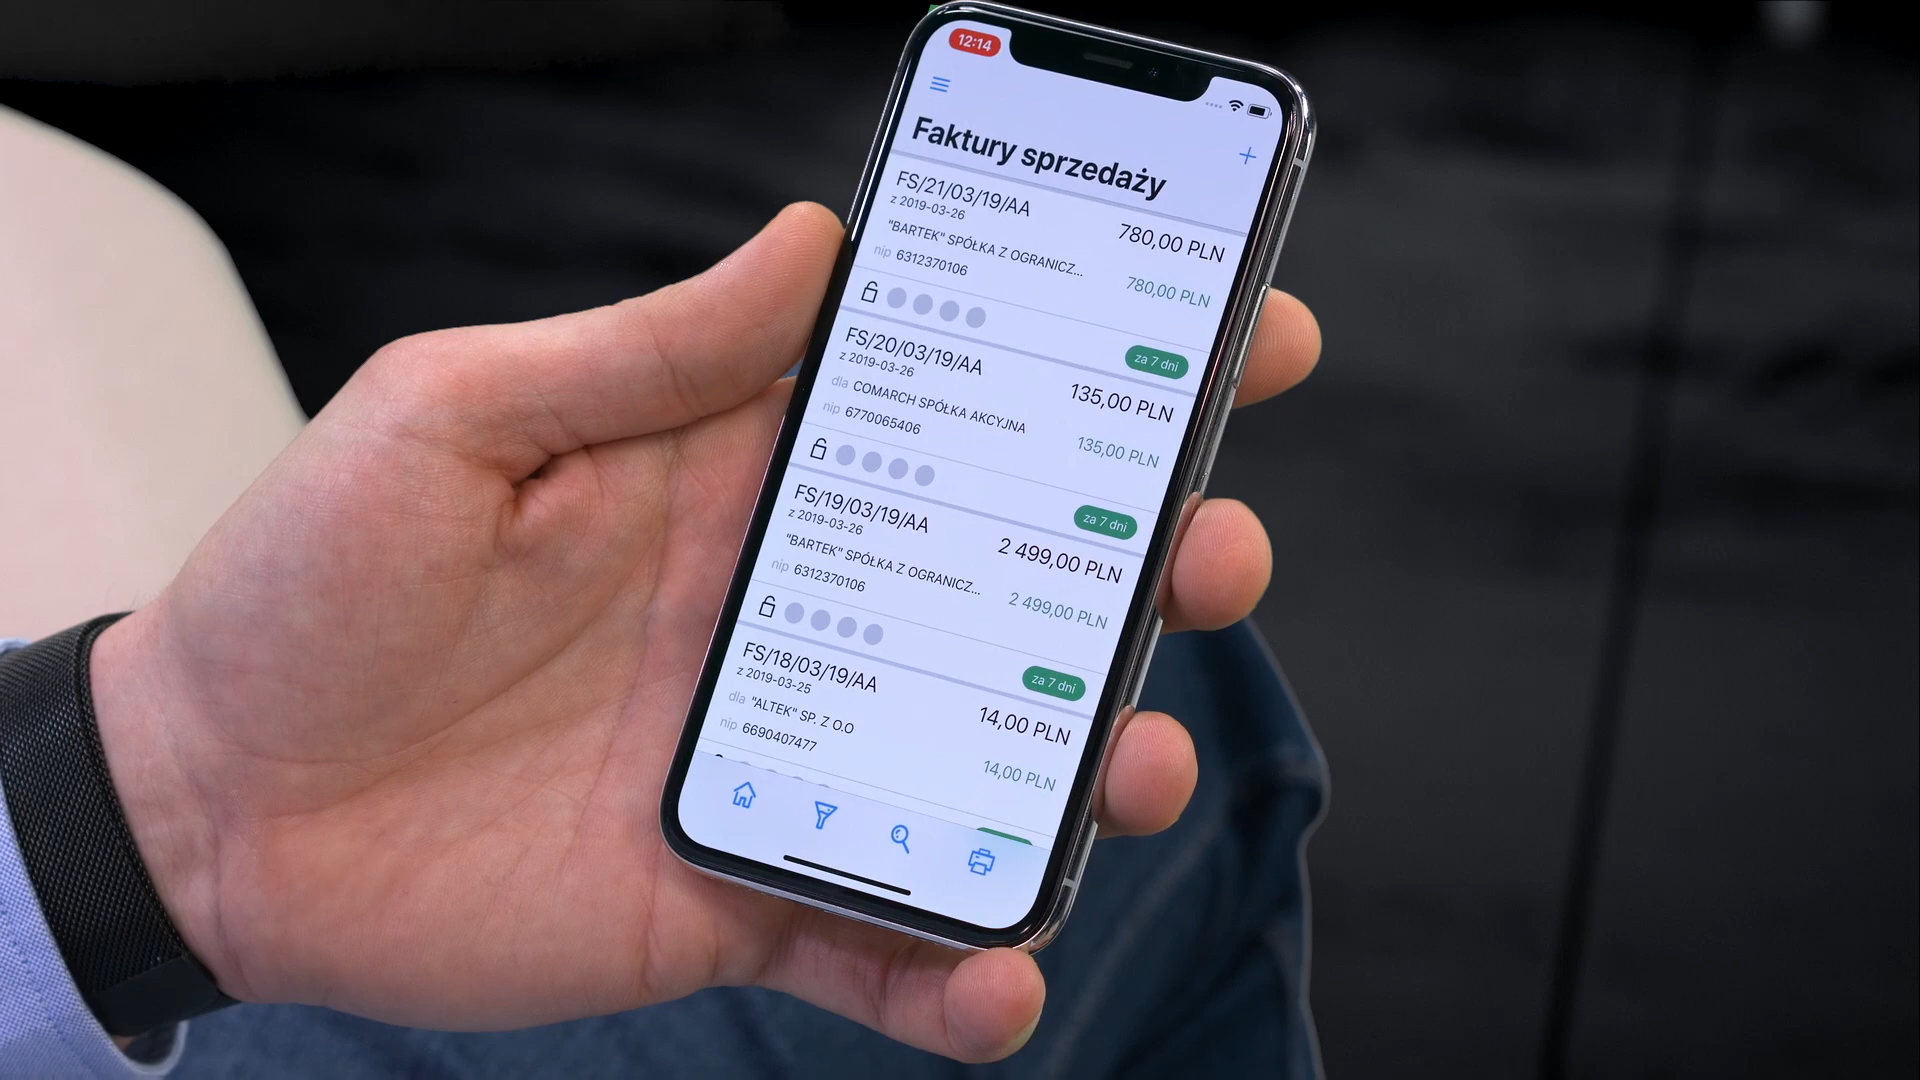 12:14
Faktury sprzedaży
FS/21/03/19/AA
z 2019-03-26
780,00 PLN
"BARTEK" SPÓŁKA Z OGRANICZ...
nip 6312370106
780,00 PLN
za 7 dni
FS/20/03/19/AA
z 2019-03-26
135,00 PLN
dla COMARCH SPÓŁKA AKCYJNA
nip 6770065406
135,00 PLN
za 7 dni
FS/19/03/19/AA
z 2019-03-26
2 499,00 PLN
"BARTEK" SPÓŁKA Z OGRANICZ...
nip 6312370106
2 499,00 PLN
za 7 dni
FS/18/03/19/AA
z 2019-03-25
14,00 PLN
dla "ALTEK" SP. Z O.O
nip 6690407477
14,00 PLN